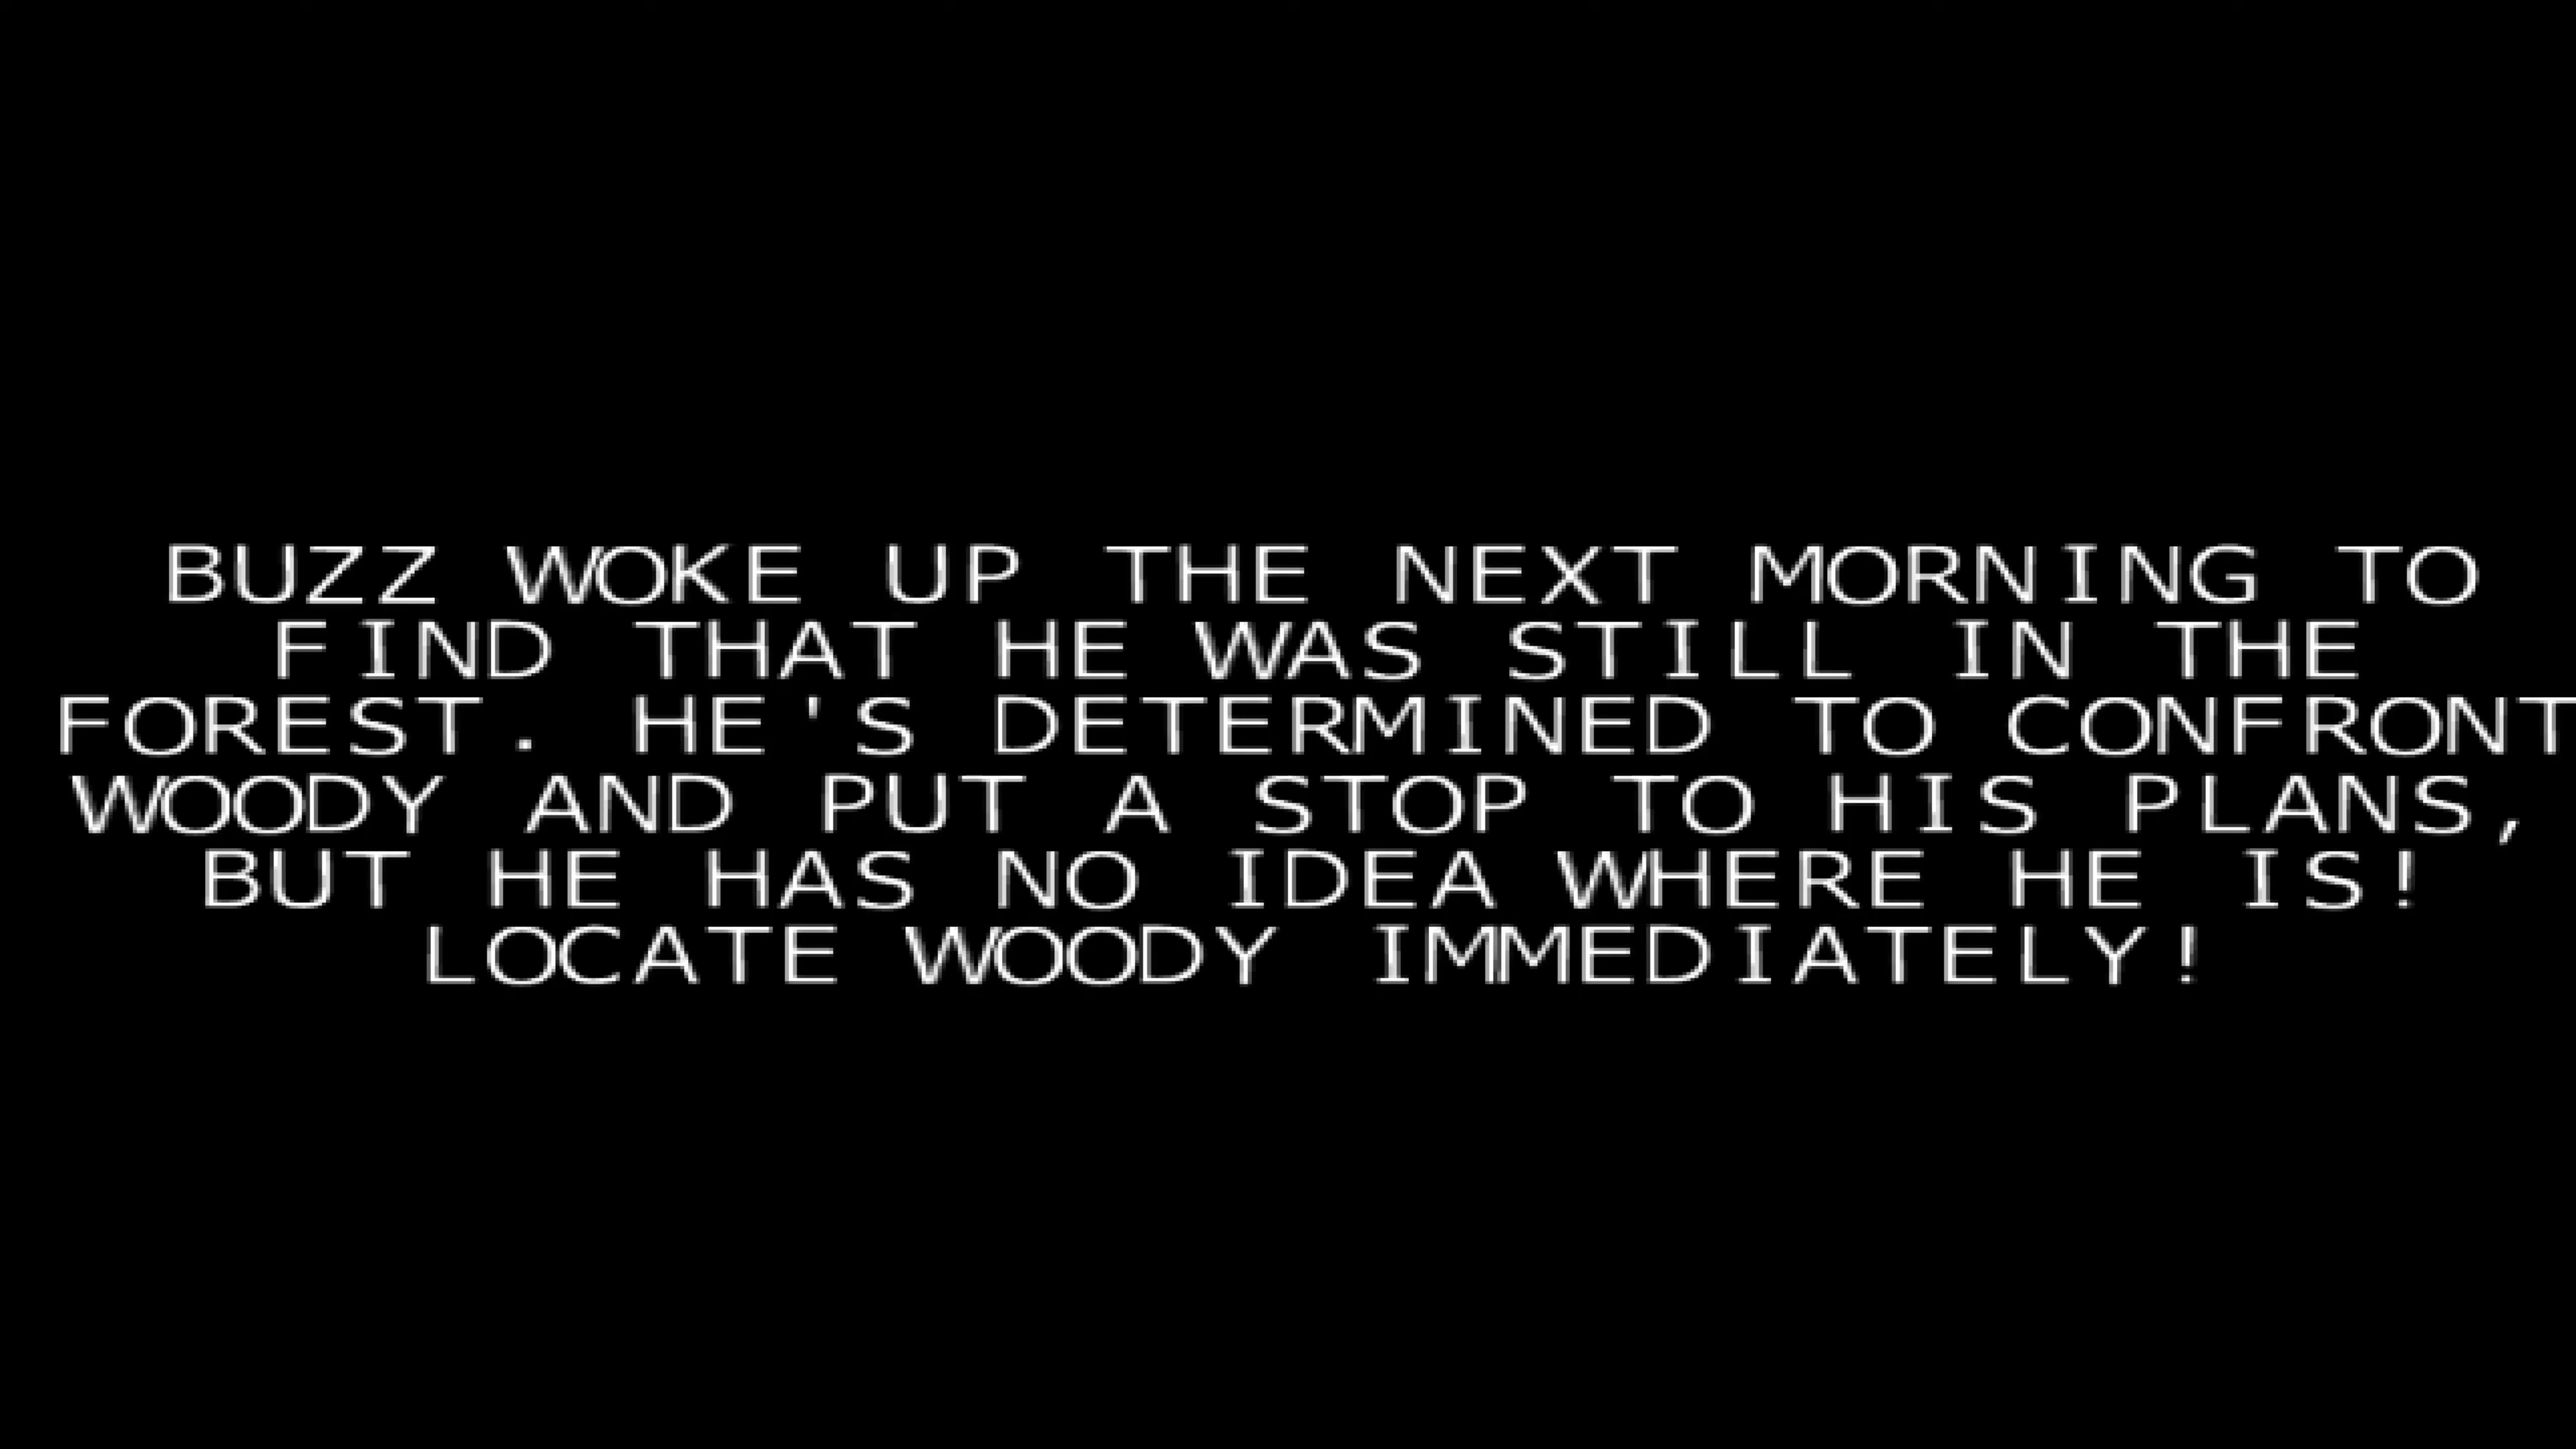 BUZZ WOKE UP THE NEXT MORNING TO
FIND THAT HE WAS STILL IN THE
FOREST. HE'S DETERMINED TO CONFRONT
WOODY AND PUT A STOP TO HIS PLANS,
BUT HE HAS NO IDEA WHERE HE IS!
LOCATE WOODY IMMEDIATELY!